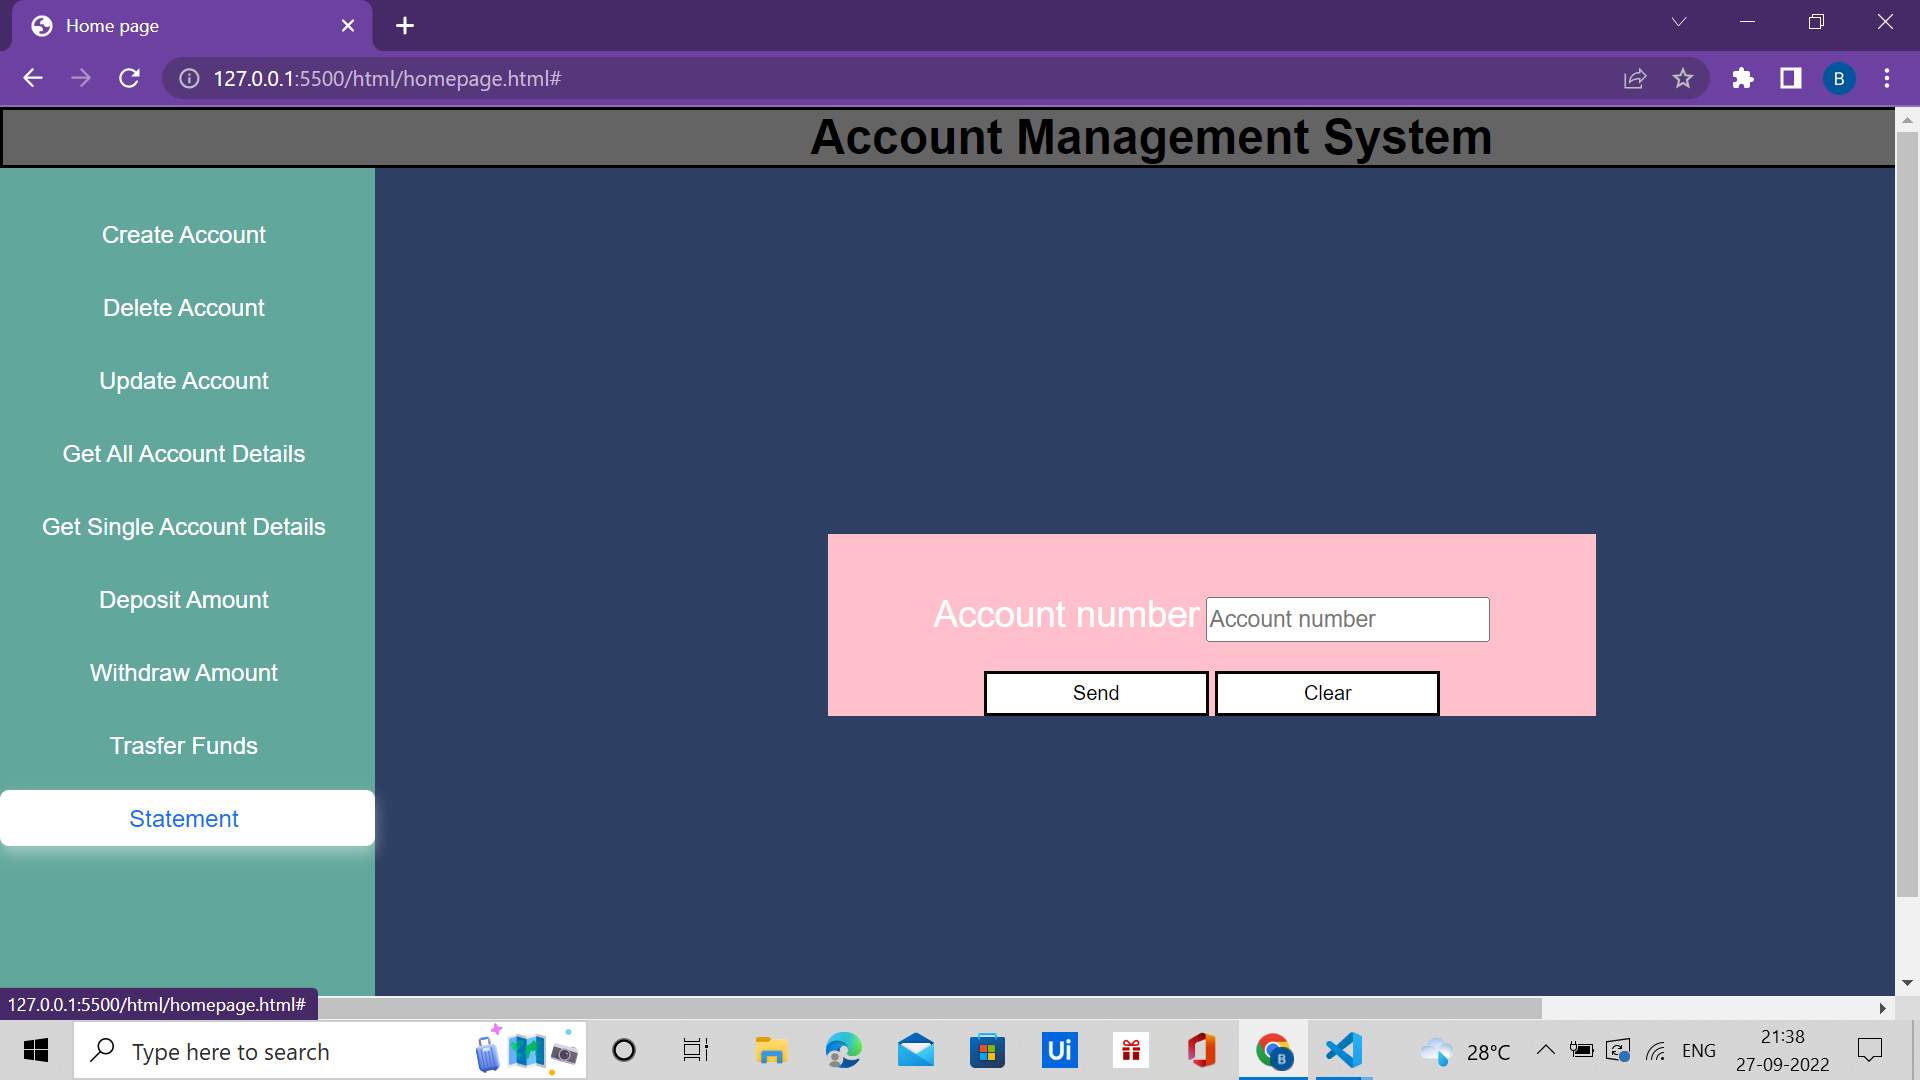 Home page
127.0.0.1:5500/html/homepage.html#
B
Account Management System
Create Account
Delete Account
Update Account
Get All Account Details
Get Single Account Details
Deposit Amount
Withdraw Amount
Trasfer Funds
Statement
Account number Account number
Send Clear
127.0.0.1:5500/html/homepage.html#
Type here to search
Ui
B
28°C
ENG
21:38
27-09-2022